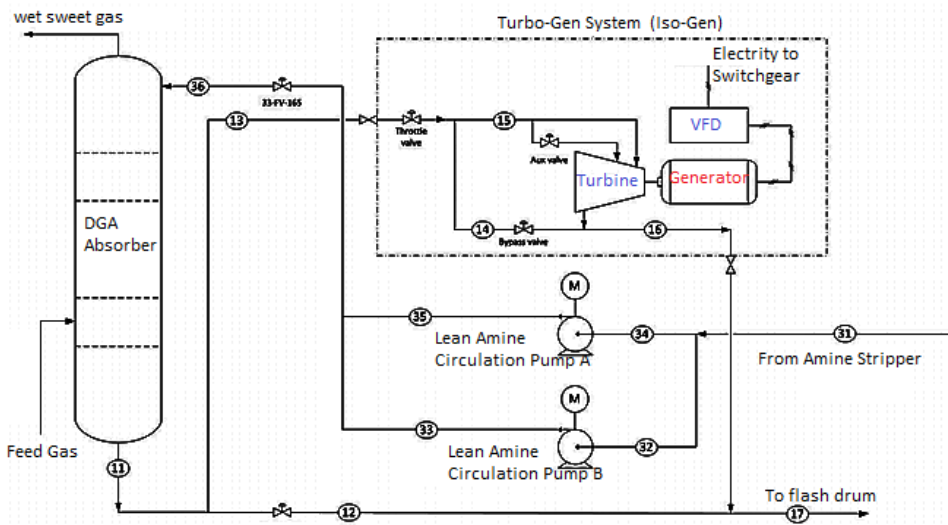 wet sweet gas
Turbo-Gen System (Iso-Gen)
Electrity to
Switchgear
36
33-FV-165
13
Throttle
valve
15
Aux valve
VFD
Turbine
Generator
DGA
Absorber
14
Bypass valve
16
M
35
34
31
Lean Amine
Circulation Pump A
From Amine Stripper
M
33
32
Feed Gas
Lean Amine
Circulation Pump B
11
12
To flash drum
17